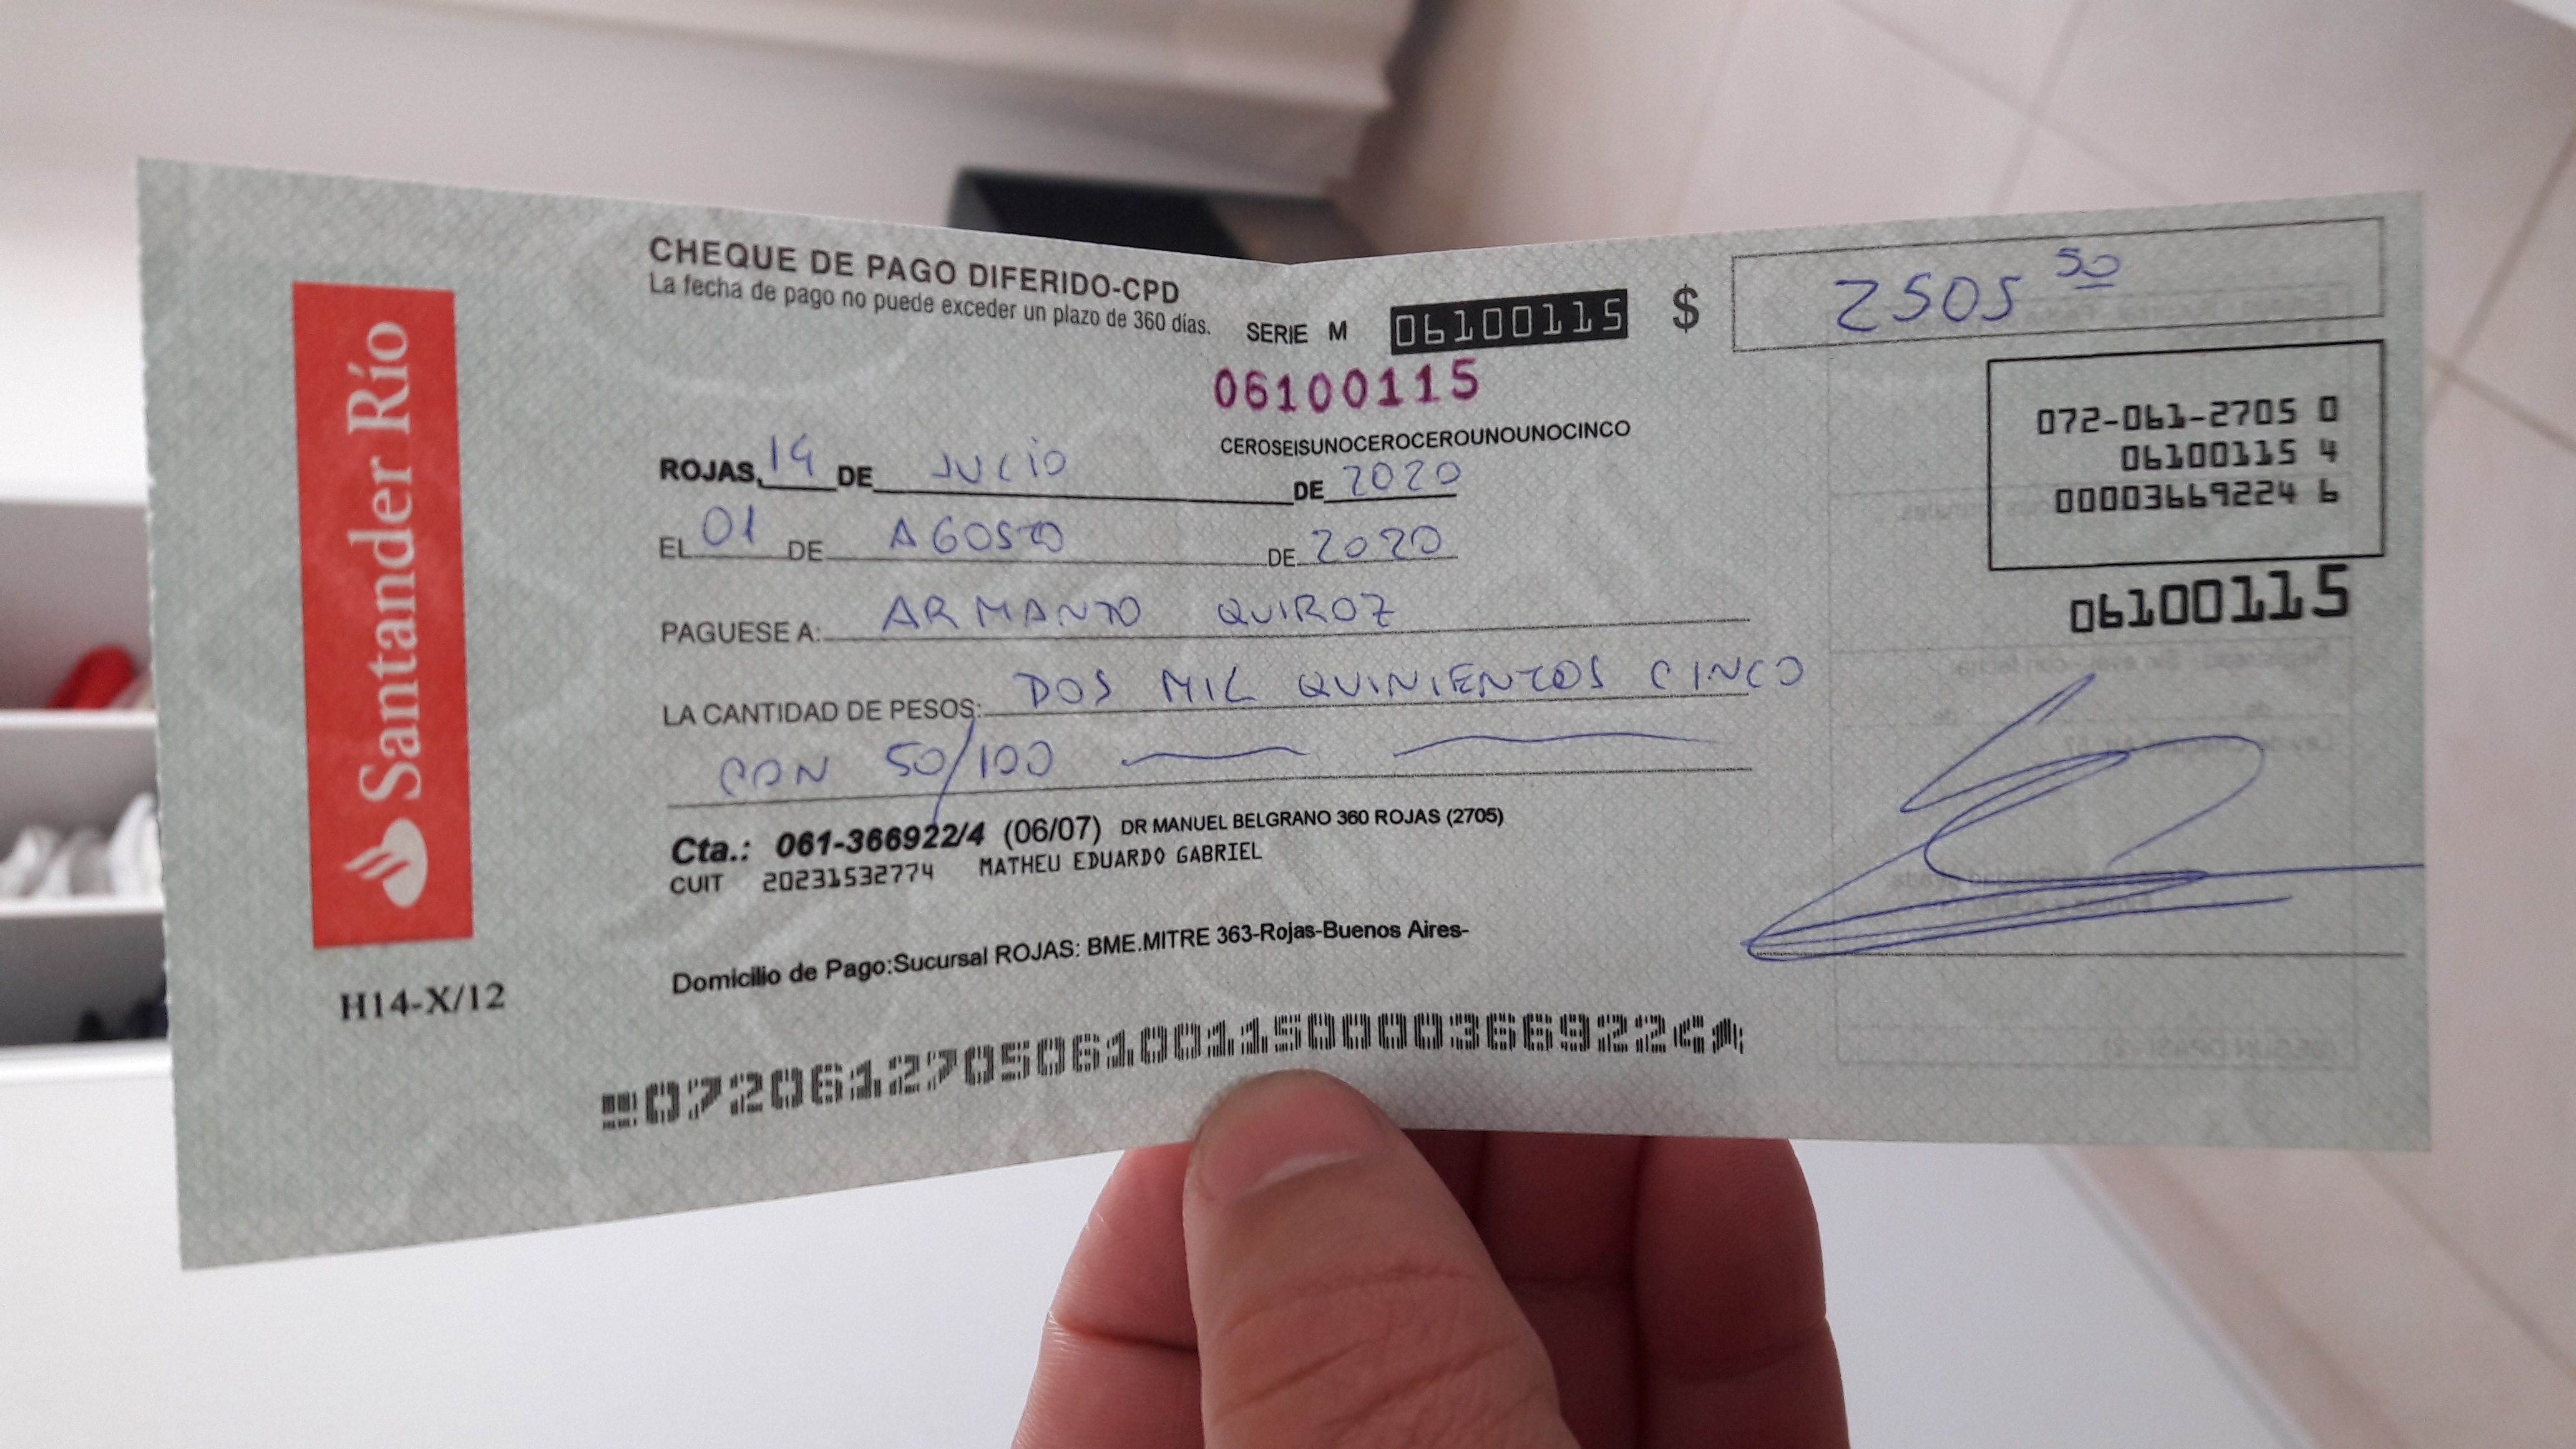 Santander Río
H14-X/12
CHEQUE DE PAGO DIFERIDO-CPD
La fecha de pago no puede exceder un plazo de 360 días.
SERIE M 06100115 $ 2505 50
06100115
CEROSEISUNOCEROCEROUNOUNOCINCO
072-061-2705 0
06100115 4
00003669224 6
06100115
ROJAS, 14 DE JULIO DE 2020
EL 01 DE AGOSTO DE 2020
PAGUESE A: ARMANDO QUIROZ
LA CANTIDAD DE PESOS: DOS MIL QUINIENTOS CINCO
CON 50/100
Cta.: 061-366922/4 (06/07) DR MANUEL BELGRANO 360 ROJAS (2705)
CUIT 20231532774 MATHEU EDUARDO GABRIEL
Domicilio de Pago:Sucursal ROJAS: BME.MITRE 363-Rojas-Buenos Aires-
07206127050610011500003669224